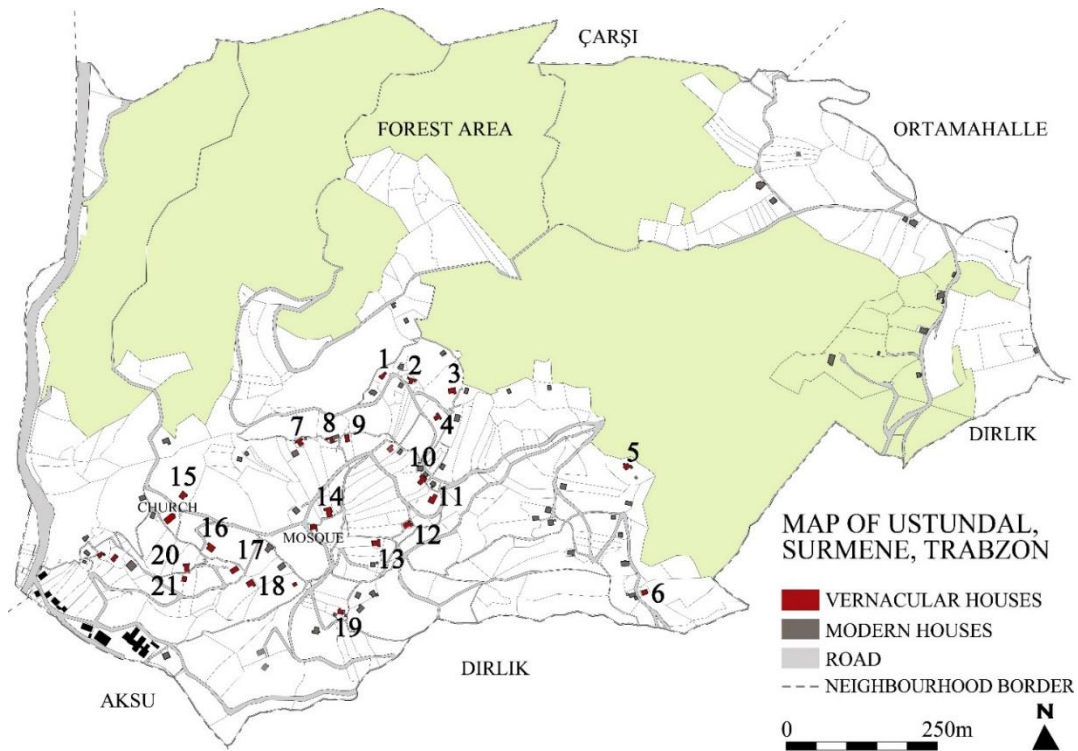 ÇARŞI
FOREST AREA
ORTAMAHALLE
1
2
3
4
7
8
9
10
5
DIRLIK
11
15
CHURCH
14
MOSQUE
12
16
17
13
20
21
18
6
19
AKSU
DIRLIK
MAP OF USTUNDAL,
SURMENE, TRABZON
VERNACULAR HOUSES
MODERN HOUSES
ROAD
NEIGHBOURHOOD BORDER
0 250m
N